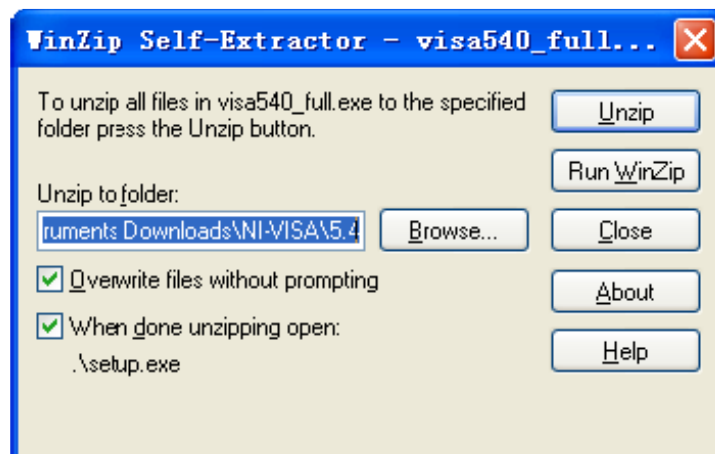 WinZip Self-Extractor - visa540_full...
To unzip all files in visa540_full.exe to the specified
folder press the Unzip button.
Unzip
Run WinZip
Unzip to folder:
ruments Downloads\NI-VISA\5.4
Browse...
Close
Overwrite files without prompting
About
When done unzipping open:
.\setup.exe
Help